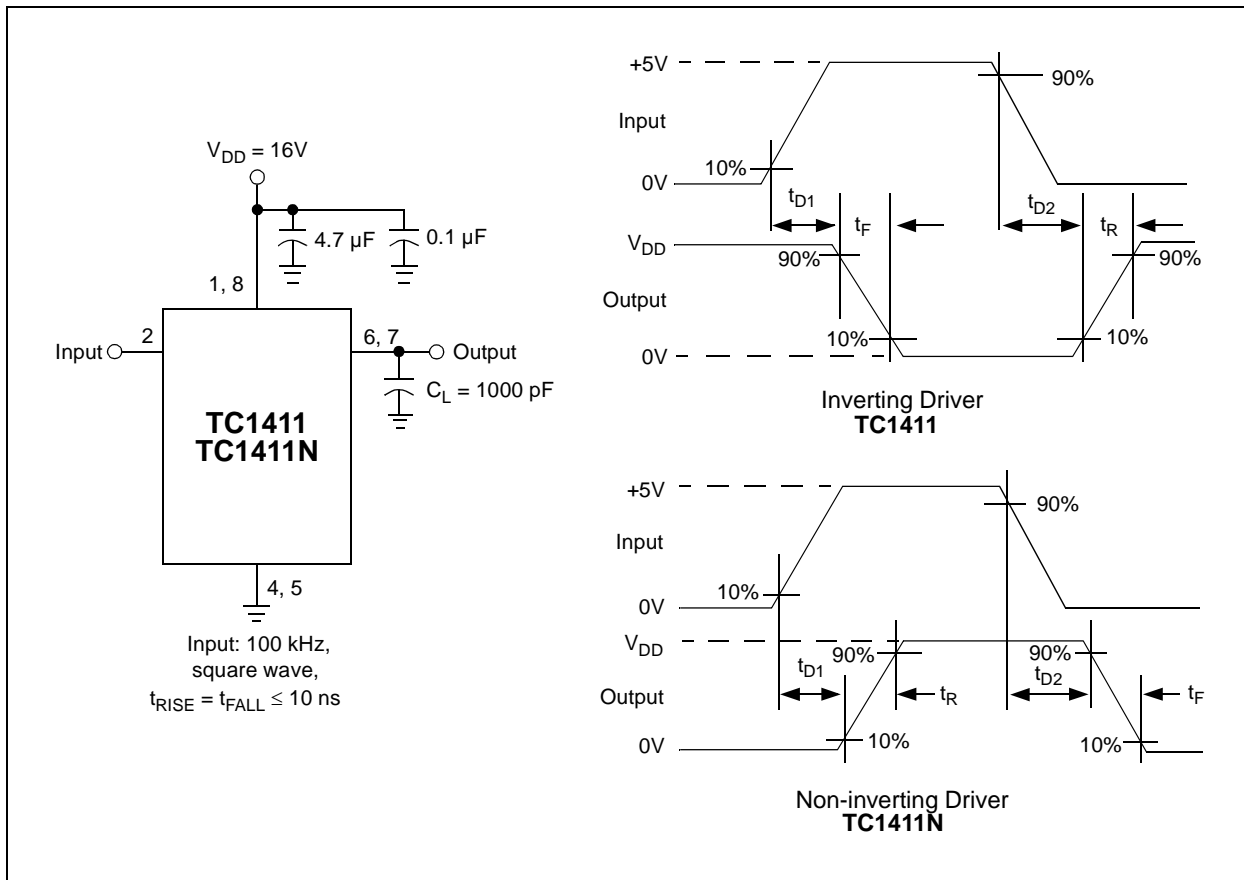 V_DD = 16V
4.7 µF
0.1 µF
1, 8
Input
2
6, 7
Output
C_L = 1000 pF
TC1411
TC1411N
4, 5
Input: 100 kHz,
square wave,
t_RISE = t_FALL ≤ 10 ns
+5V
90%
Input
10%
0V
t_D1
t_F
t_D2
t_R
V_DD
90%
90%
Output
10%
10%
0V
Inverting Driver
TC1411
+5V
90%
Input
10%
0V
V_DD
t_D1
90%
t_R
t_D2
90%
t_F
Output
10%
10%
0V
Non-inverting Driver
TC1411N